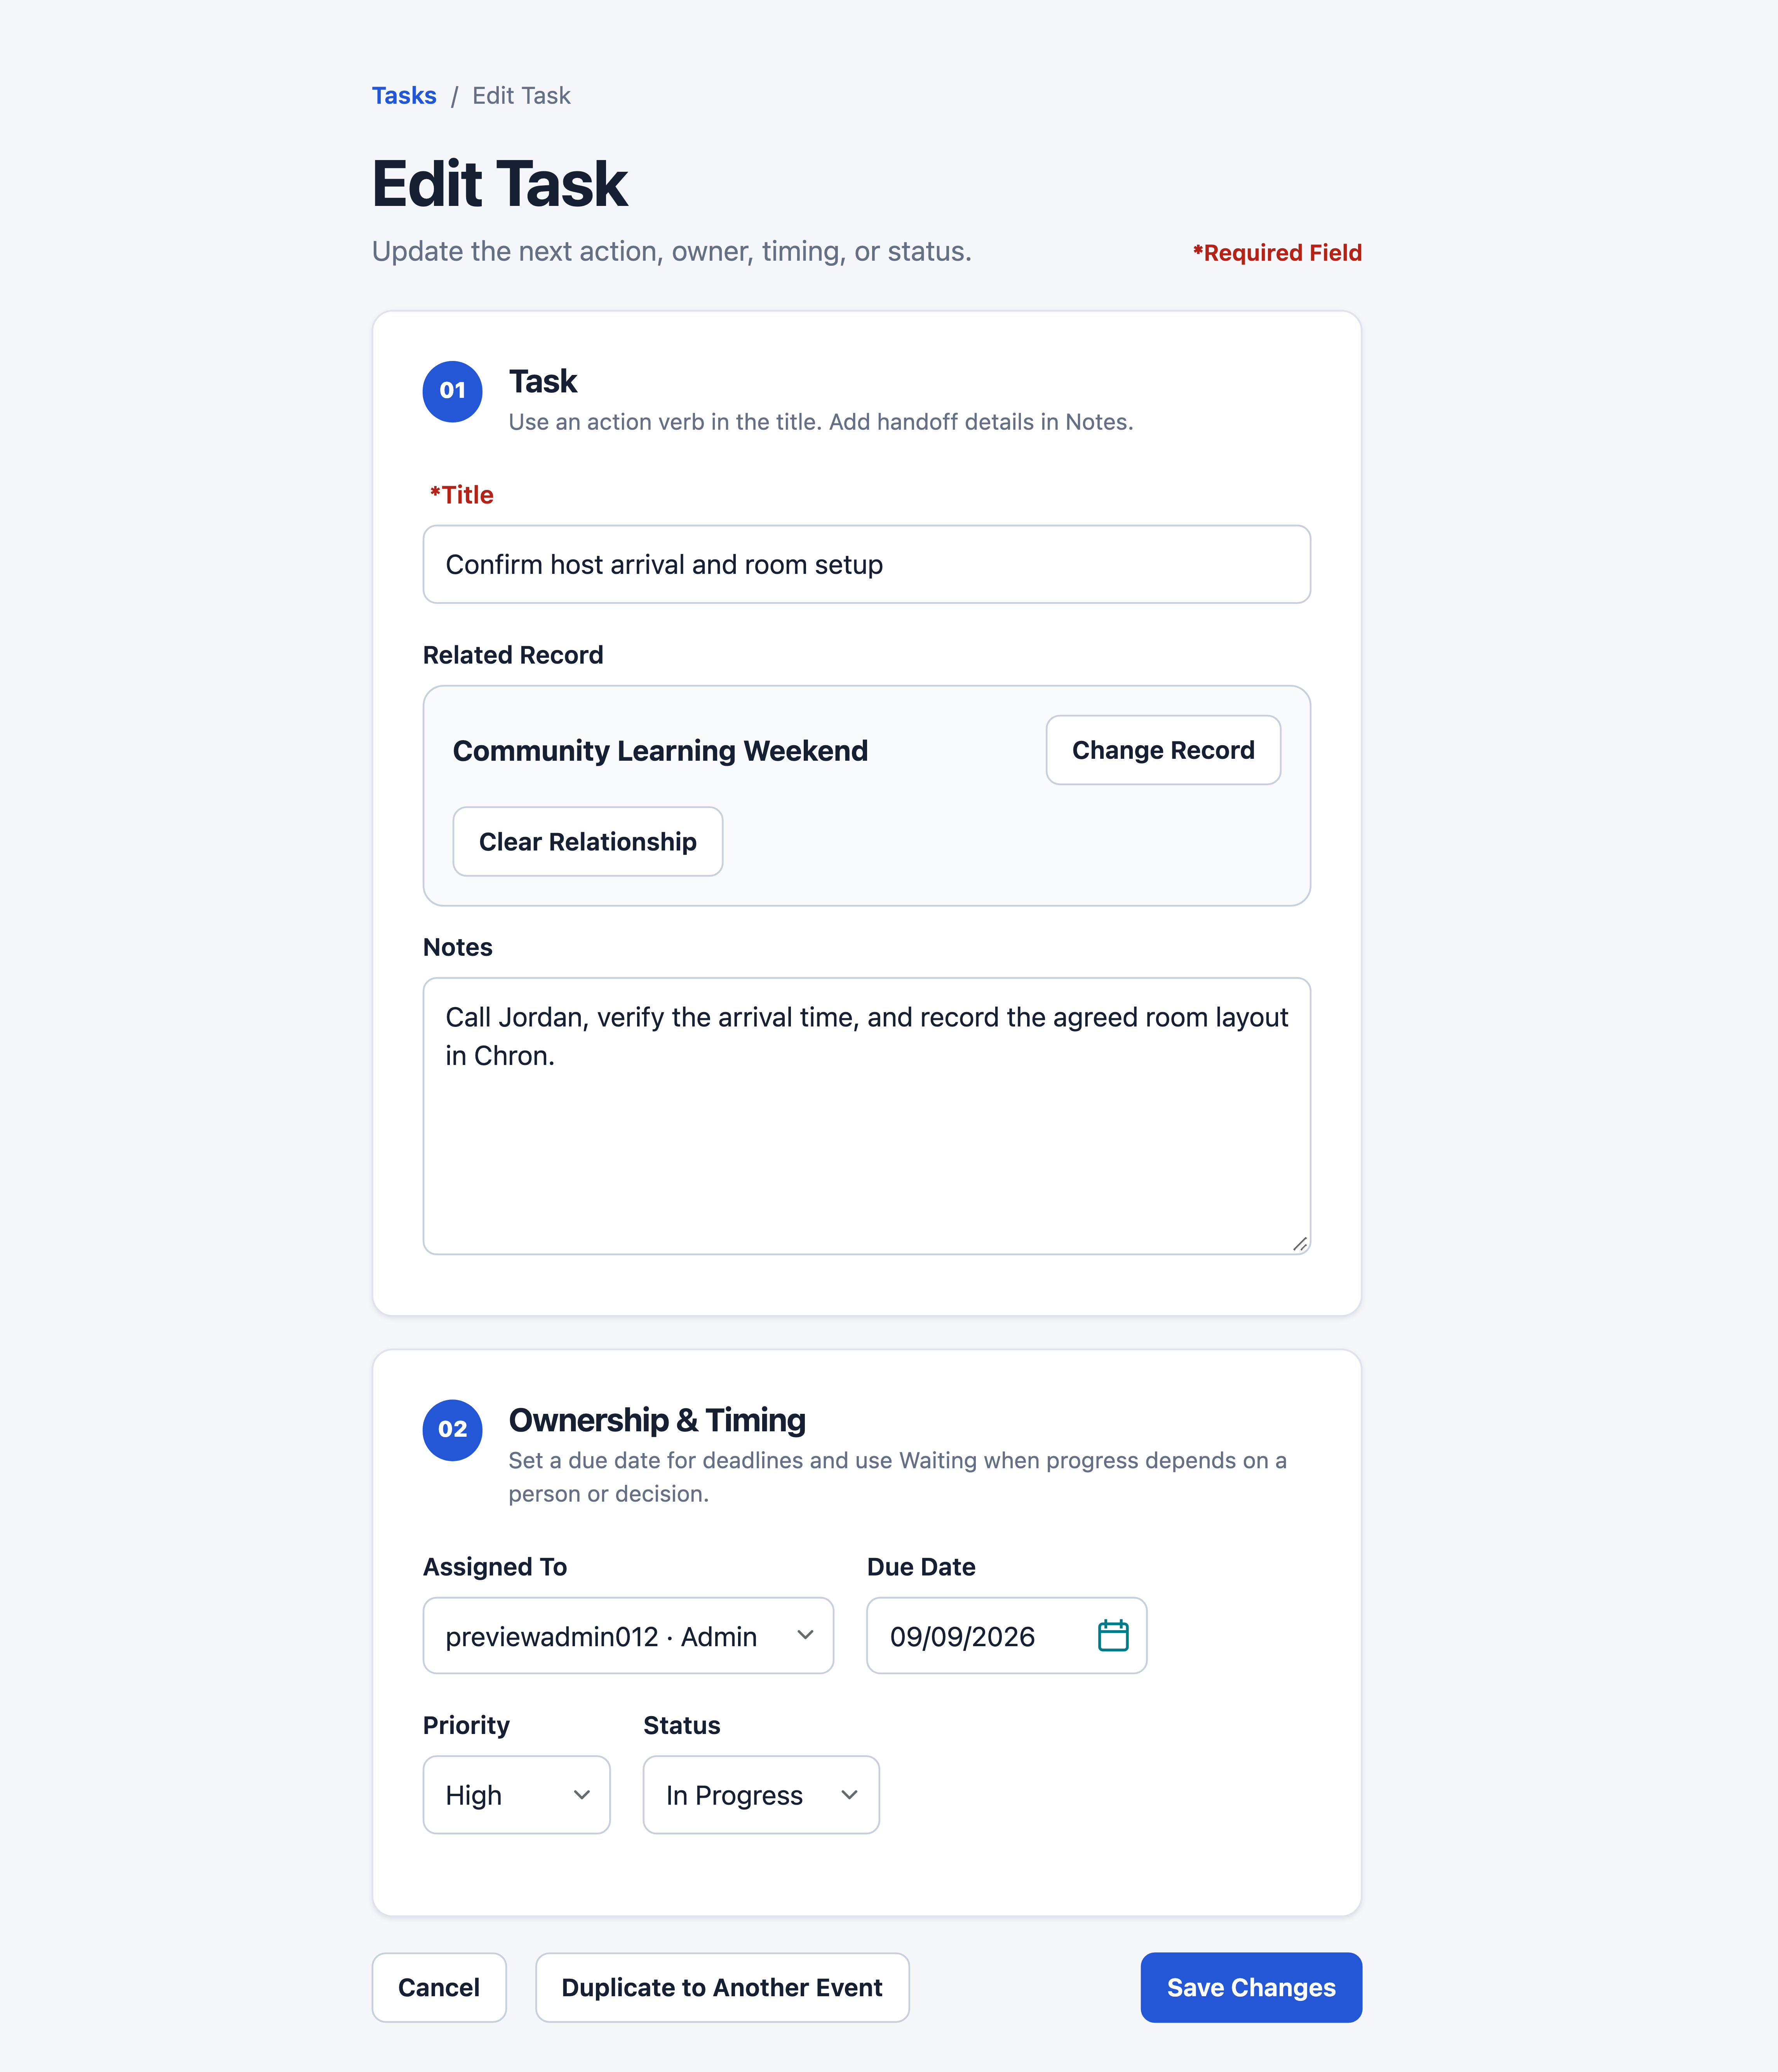 Tasks / Edit Task
Edit Task
Update the next action, owner, timing, or status.
*Required Field
01
Task
Use an action verb in the title. Add handoff details in Notes.
*Title
Confirm host arrival and room setup
Related Record
Community Learning Weekend
Change Record
Clear Relationship
Notes
Call Jordan, verify the arrival time, and record the agreed room layout
in Chron.
02
Ownership & Timing
Set a due date for deadlines and use Waiting when progress depends on a
person or decision.
Assigned To
Due Date
previewadmin012 · Admin
09/09/2026
Priority
Status
High
In Progress
Cancel
Duplicate to Another Event
Save Changes